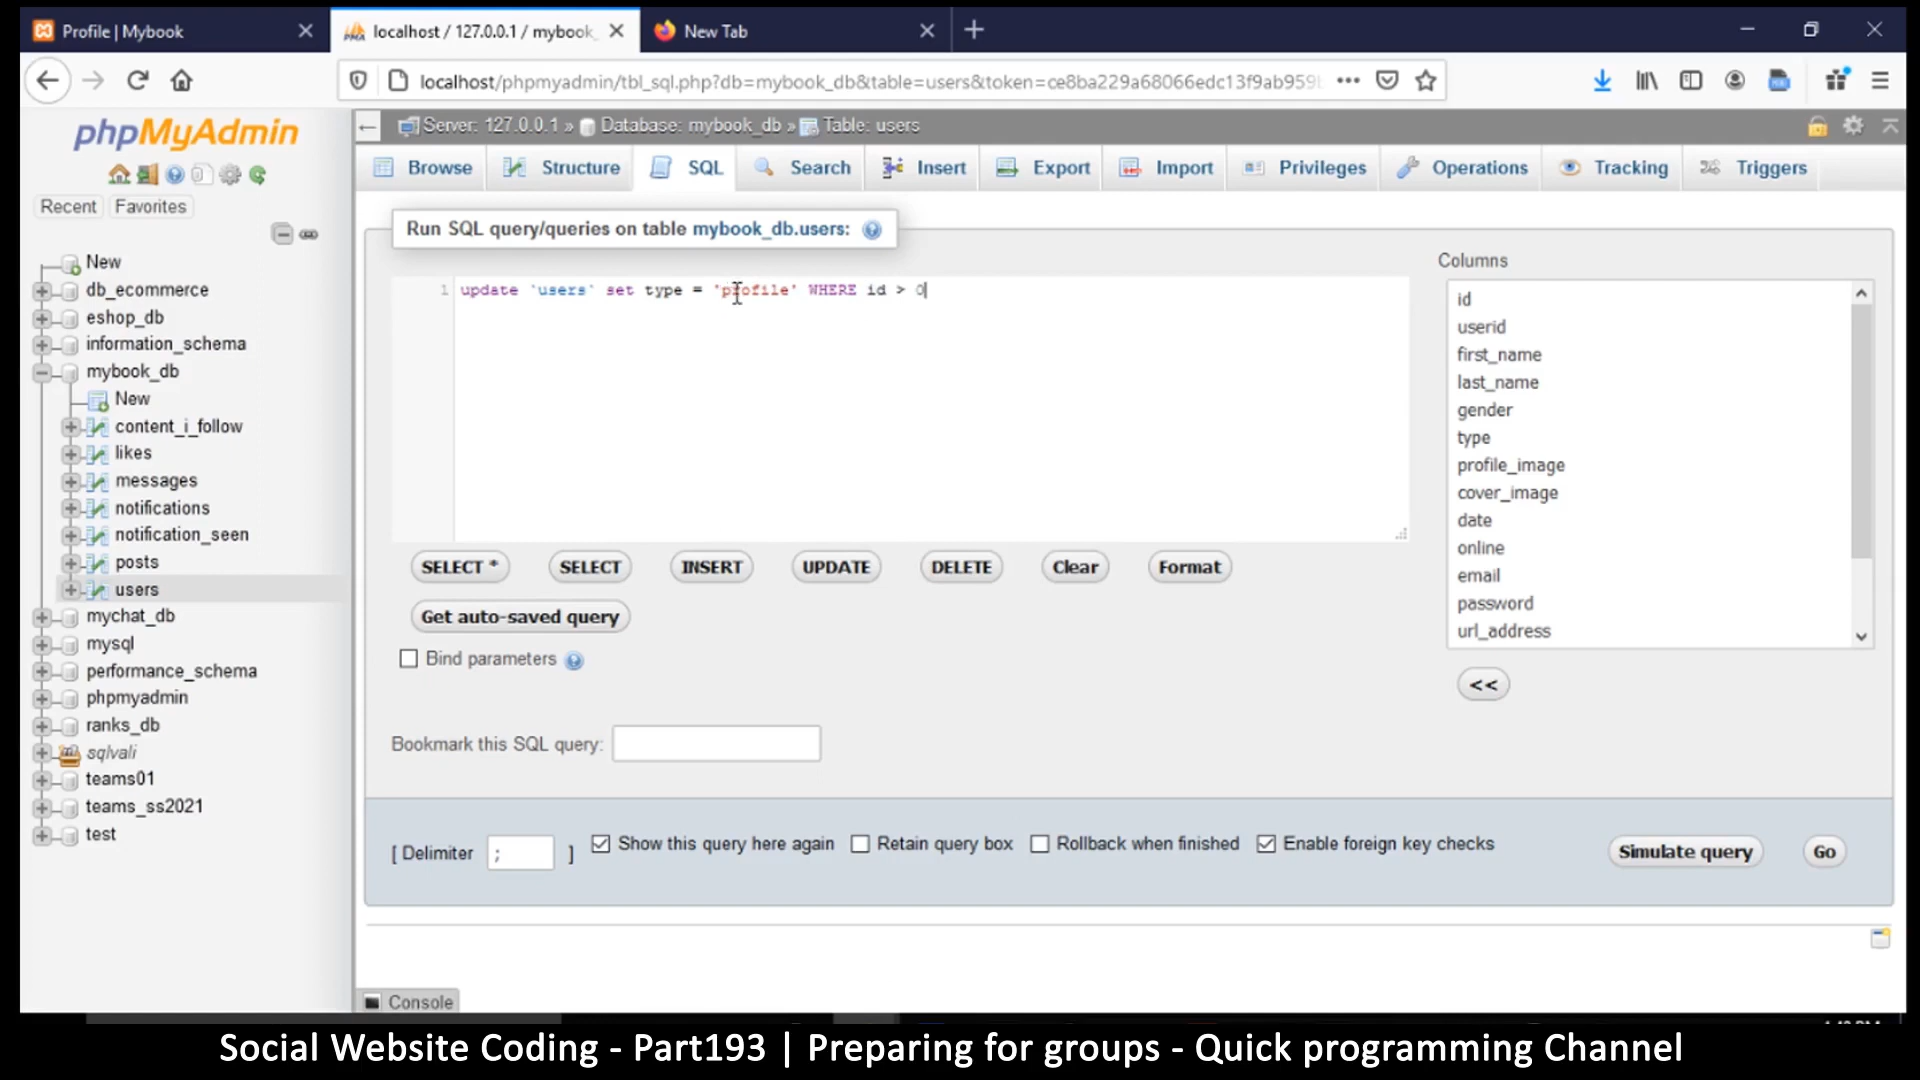 Profile | Mybook
localhost / 127.0.0.1 / mybook_
New Tab
localhost/phpmyadmin/tbl_sql.php?db=mybook_db&table=users&token=ce8ba229a68066edc13f9ab959
phpMyAdmin
Recent
Favorites
New
db_ecommerce
eshop_db
information_schema
mybook_db
New
content_i_follow
likes
messages
notifications
notification_seen
posts
users
mychat_db
mysql
performance_schema
phpmyadmin
ranks_db
sqlvali
teams01
teams_ss2021
test
Server: 127.0.0.1 » Database: mybook_db » Table: users
Browse
Structure
SQL
Search
Insert
Export
Import
Privileges
Operations
Tracking
Triggers
Run SQL query/queries on table mybook_db.users:
1 update `users` set type = 'profile' WHERE id > 0
Columns
id
userid
first_name
last_name
gender
type
profile_image
cover_image
date
online
email
password
url_address
<<
SELECT *
SELECT
INSERT
UPDATE
DELETE
Clear
Format
Get auto-saved query
Bind parameters
Bookmark this SQL query:
[ Delimiter ; ]
Show this query here again
Retain query box
Rollback when finished
Enable foreign key checks
Simulate query
Go
Console
Social Website Coding - Part193 | Preparing for groups - Quick programming Channel